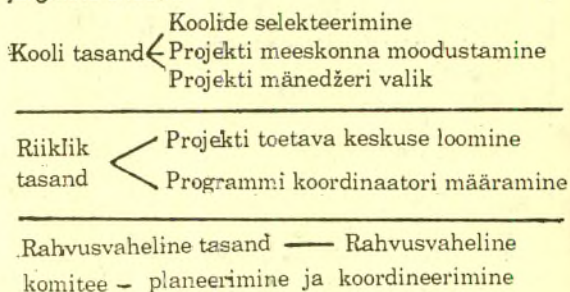 Koolide selekteerimine
Kooli tasand Projekti meeskonna moodustamine
Projekti mänedžeri valik
Riiklik tasand
Projekti toetava keskuse loomine
Programmi koordinaatori määramine
Rahvusvaheline tasand — Rahvusvaheline
komitee – planeerimine ja koordineerimine